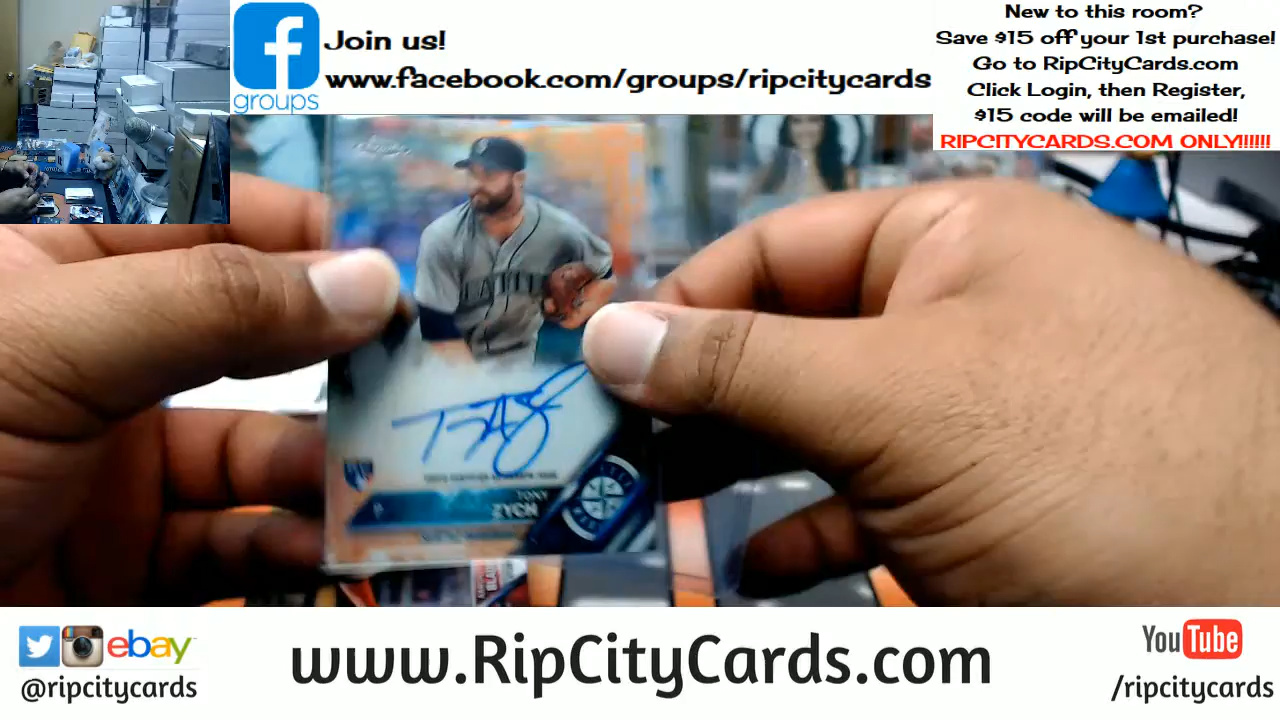 groups
Join us!
www.facebook.com/groups/ripcitycards
New to this room?
Save $15 off your 1st purchase!
Go to RipCityCards.com
Click Login, then Register,
$15 code will be emailed!
RIPCITYCARDS.COM ONLY!!!!!!
P
TONY
ZYCH
ebay
@ripcitycards
www.RipCityCards.com
YouTube
/ripcitycards